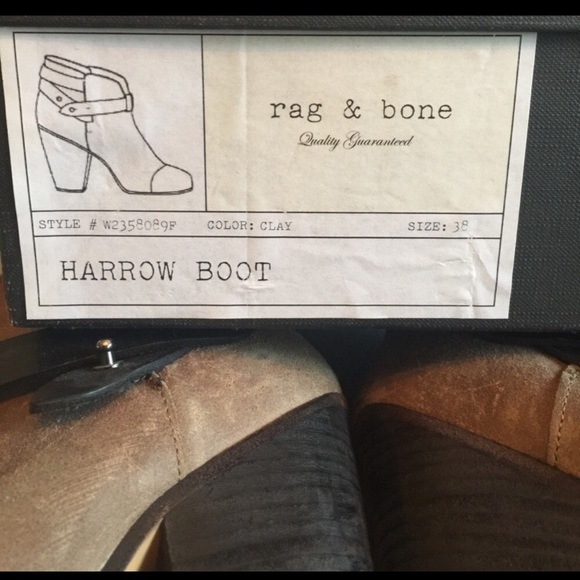 rag & bone
Quality Guaranteed
STYLE # W2358089F COLOR: CLAY SIZE: 38
HARROW BOOT